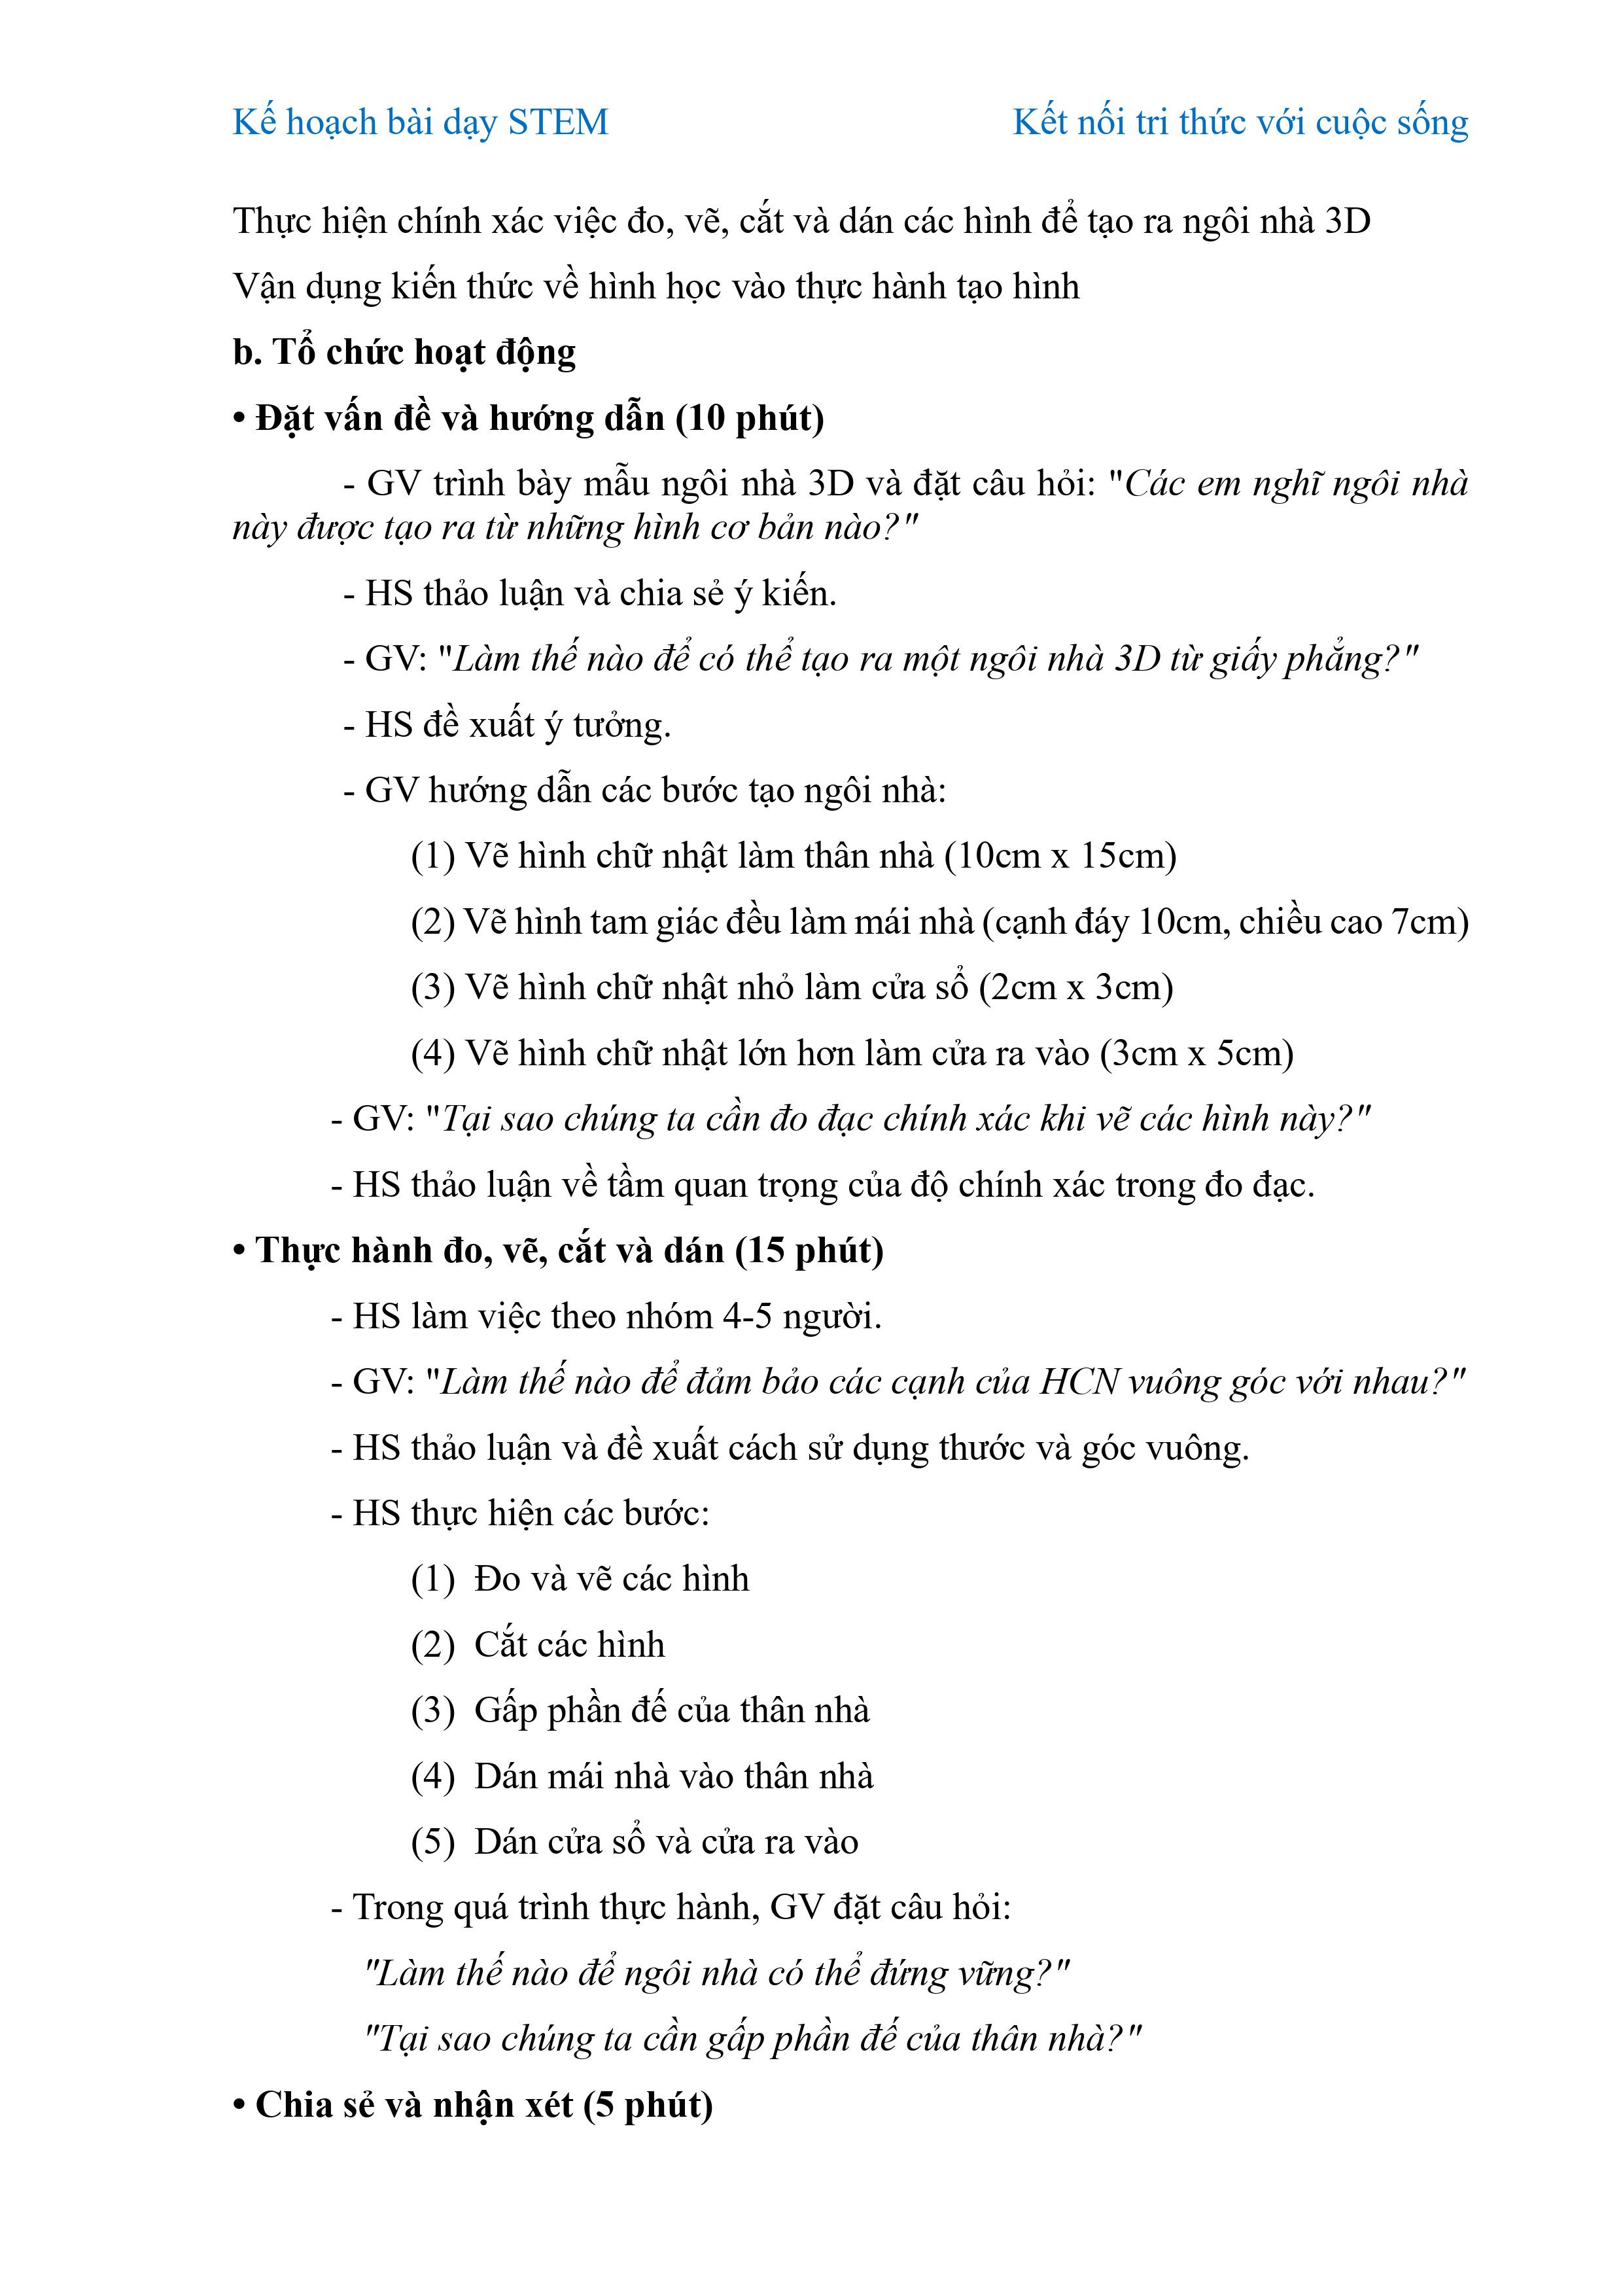 Kế hoạch bài dạy STEM
Kết nối tri thức với cuộc sống
Thực hiện chính xác việc đo, vẽ, cắt và dán các hình để tạo ra ngôi nhà 3D
Vận dụng kiến thức về hình học vào thực hành tạo hình
b. Tổ chức hoạt động
• Đặt vấn đề và hướng dẫn (10 phút)
- GV trình bày mẫu ngôi nhà 3D và đặt câu hỏi: "Các em nghĩ ngôi nhà
này được tạo ra từ những hình cơ bản nào?"
- HS thảo luận và chia sẻ ý kiến.
- GV: "Làm thế nào để có thể tạo ra một ngôi nhà 3D từ giấy phẳng?"
- HS đề xuất ý tưởng.
- GV hướng dẫn các bước tạo ngôi nhà:
(1) Vẽ hình chữ nhật làm thân nhà (10cm x 15cm)
(2) Vẽ hình tam giác đều làm mái nhà (cạnh đáy 10cm, chiều cao 7cm)
(3) Vẽ hình chữ nhật nhỏ làm cửa sổ (2cm x 3cm)
(4) Vẽ hình chữ nhật lớn hơn làm cửa ra vào (3cm x 5cm)
- GV: "Tại sao chúng ta cần đo đạc chính xác khi vẽ các hình này?"
- HS thảo luận về tầm quan trọng của độ chính xác trong đo đạc.
• Thực hành đo, vẽ, cắt và dán (15 phút)
- HS làm việc theo nhóm 4-5 người.
- GV: "Làm thế nào để đảm bảo các cạnh của HCN vuông góc với nhau?"
- HS thảo luận và đề xuất cách sử dụng thước và góc vuông.
- HS thực hiện các bước:
(1) Đo và vẽ các hình
(2) Cắt các hình
(3) Gấp phần đế của thân nhà
(4) Dán mái nhà vào thân nhà
(5) Dán cửa sổ và cửa ra vào
- Trong quá trình thực hành, GV đặt câu hỏi:
"Làm thế nào để ngôi nhà có thể đứng vững?"
"Tại sao chúng ta cần gấp phần đế của thân nhà?"
• Chia sẻ và nhận xét (5 phút)